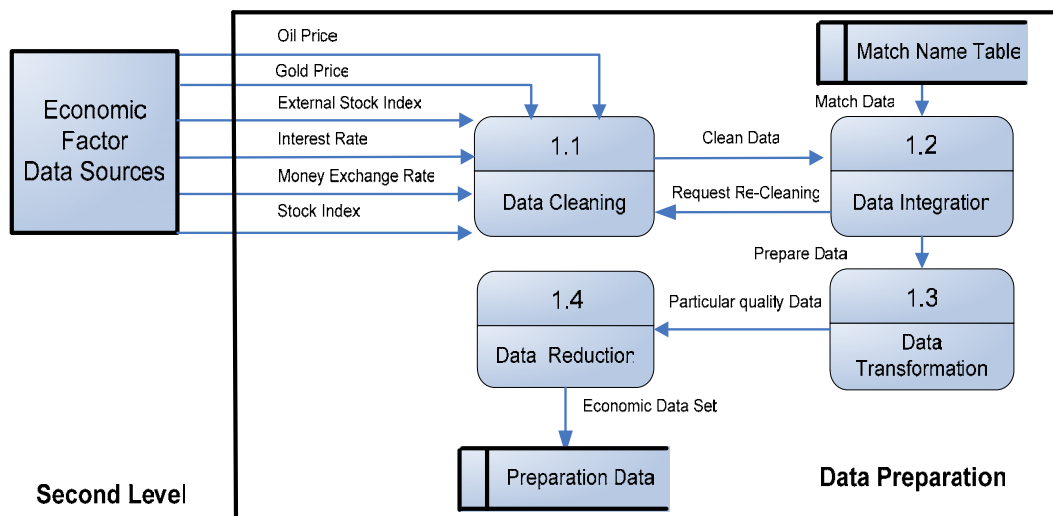 Economic
Factor
Data Sources
Oil Price
Gold Price
External Stock Index
Interest Rate
Money Exchange Rate
Stock Index
1.1
Data Cleaning
Clean Data
Request Re-Cleaning
Match Name Table
Match Data
1.2
Data Integration
Prepare Data
1.3
Data
Transformation
Particular quality Data
1.4
Data Reduction
Economic Data Set
Preparation Data
Second Level
Data Preparation